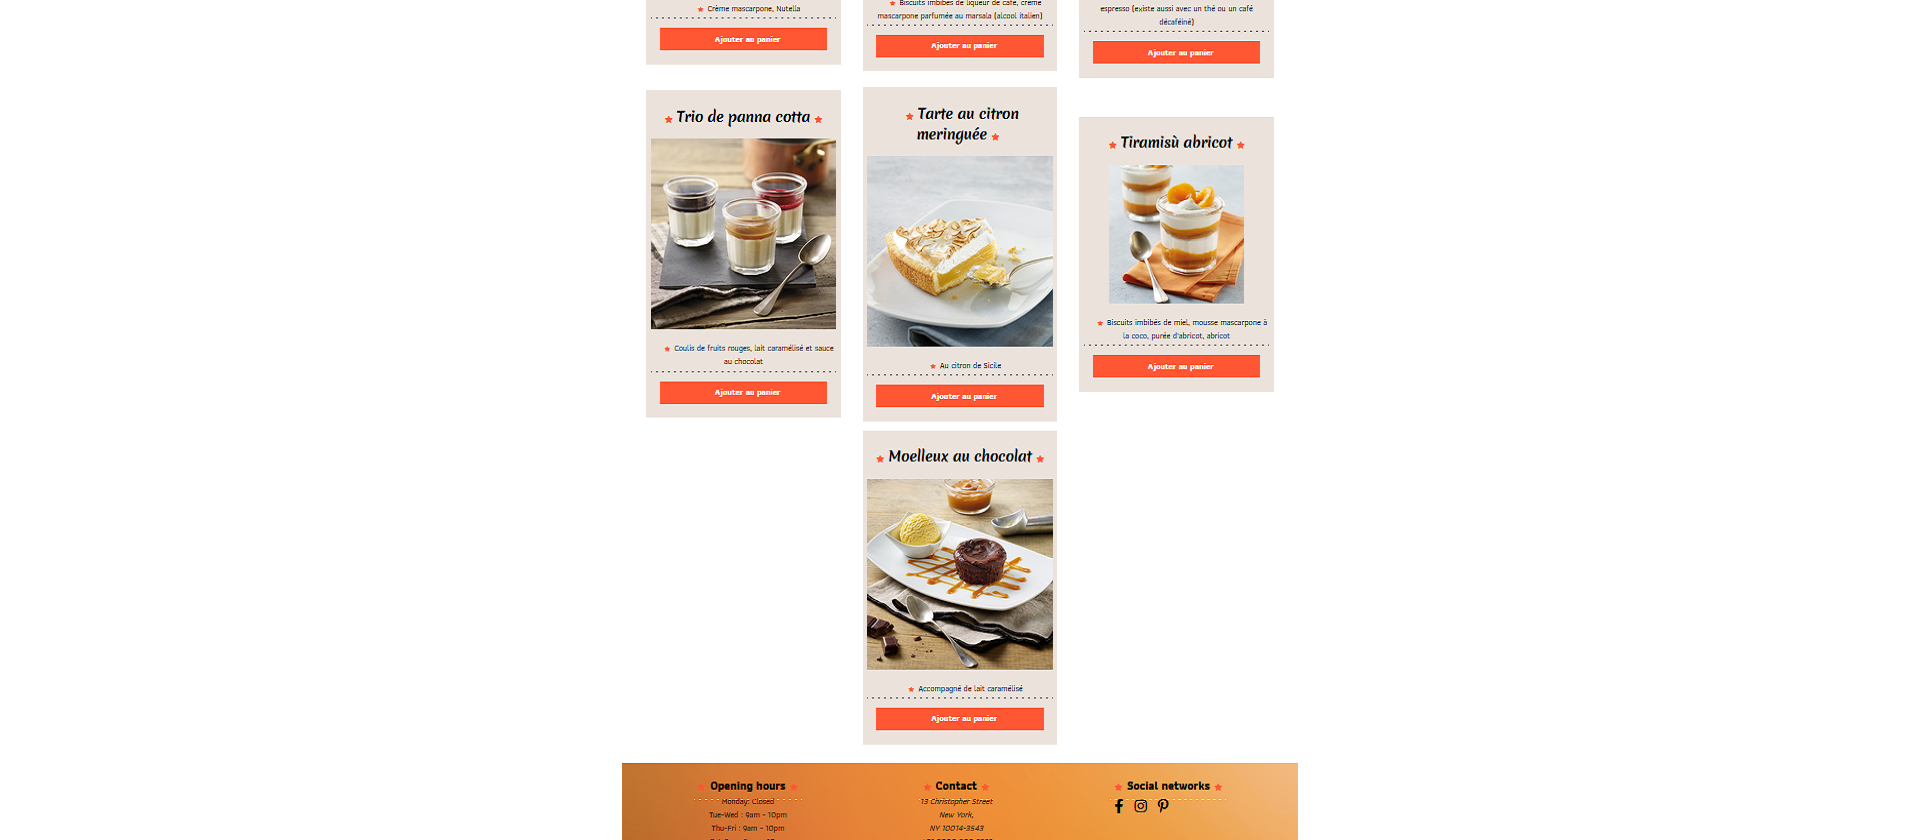 Crème mascarpone, Nutella
Ajouter au panier
Biscuits imbibés de liqueur de café, crème
mascarpone parfumée au marsala (alcool italien)
Ajouter au panier
espresso (existe aussi avec un thé ou un café
décaféiné)
Ajouter au panier
Trio de panna cotta
Coulis de fruits rouges, lait caramélisé et sauce
au chocolat
Ajouter au panier
Tarte au citron
meringuée
Au citron de Sicile
Ajouter au panier
Tiramisù abricot
Biscuits imbibés de miel, mousse mascarpone à
la coco, purée d'abricot, abricot
Ajouter au panier
Moelleux au chocolat
Accompagné de lait caramélisé
Ajouter au panier
Opening hours
Monday: Closed
Tue-Wed : 9am - 10pm
Thu-Fri : 9am - 10pm
Contact
13 Christopher Street
New York,
NY 10014-3543
Social networks